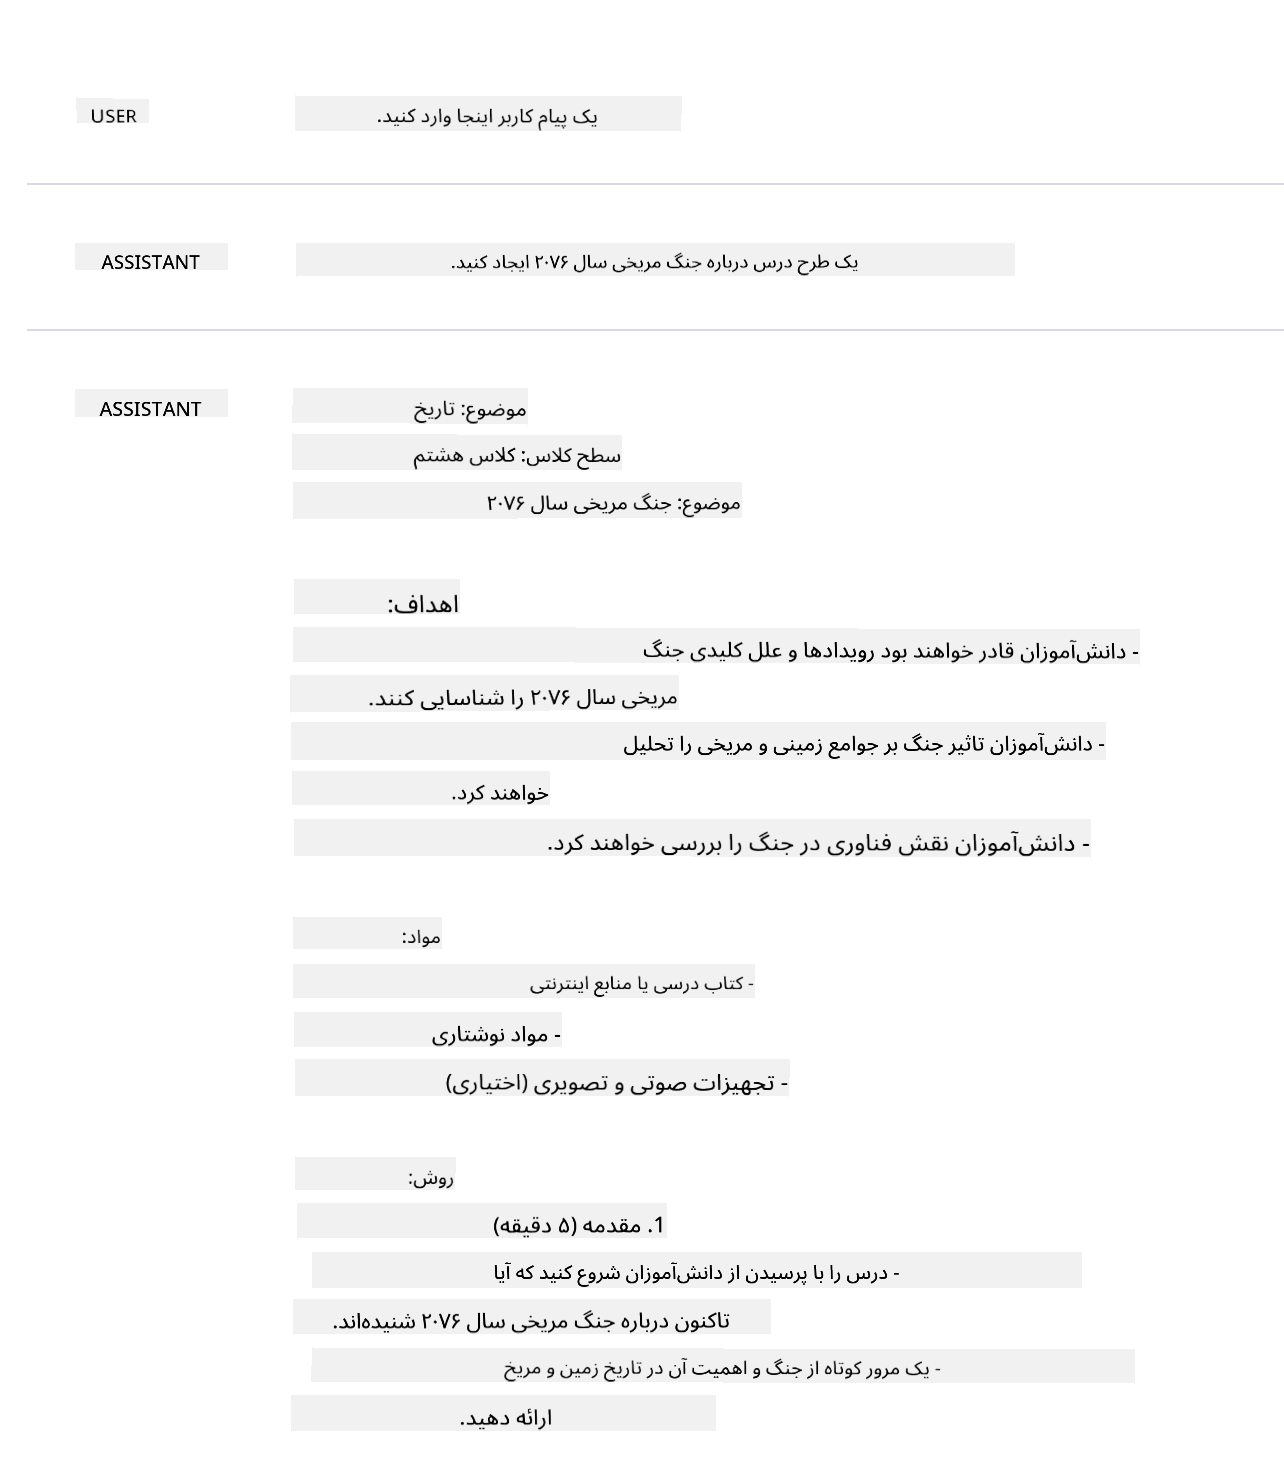 USER
یک پیام کاربر اینجا وارد کنید.
ASSISTANT
یک طرح درس درباره جنگ مریخی سال ۲۰۷۶ ایجاد کنید.
ASSISTANT
موضوع: تاریخ
سطح کلاس: کلاس هشتم
موضوع: جنگ مریخی سال ۲۰۷۶
اهداف:
- دانش‌آموزان قادر خواهند بود رویدادها و علل کلیدی جنگ
مریخی سال ۲۰۷۶ را شناسایی کنند.
- دانش‌آموزان تاثیر جنگ بر جوامع زمینی و مریخی را تحلیل
خواهند کرد.
- دانش‌آموزان نقش فناوری در جنگ را بررسی خواهند کرد.
مواد:
- کتاب درسی یا منابع اینترنتی
- مواد نوشتاری
- تجهیزات صوتی و تصویری (اختیاری)
روش:
1. مقدمه (۵ دقیقه)
- درس را با پرسیدن از دانش‌آموزان شروع کنید که آیا
تاکنون درباره جنگ مریخی سال ۲۰۷۶ شنیده‌اند.
- یک مرور کوتاه از جنگ و اهمیت آن در تاریخ زمین و مریخ
ارائه دهید.